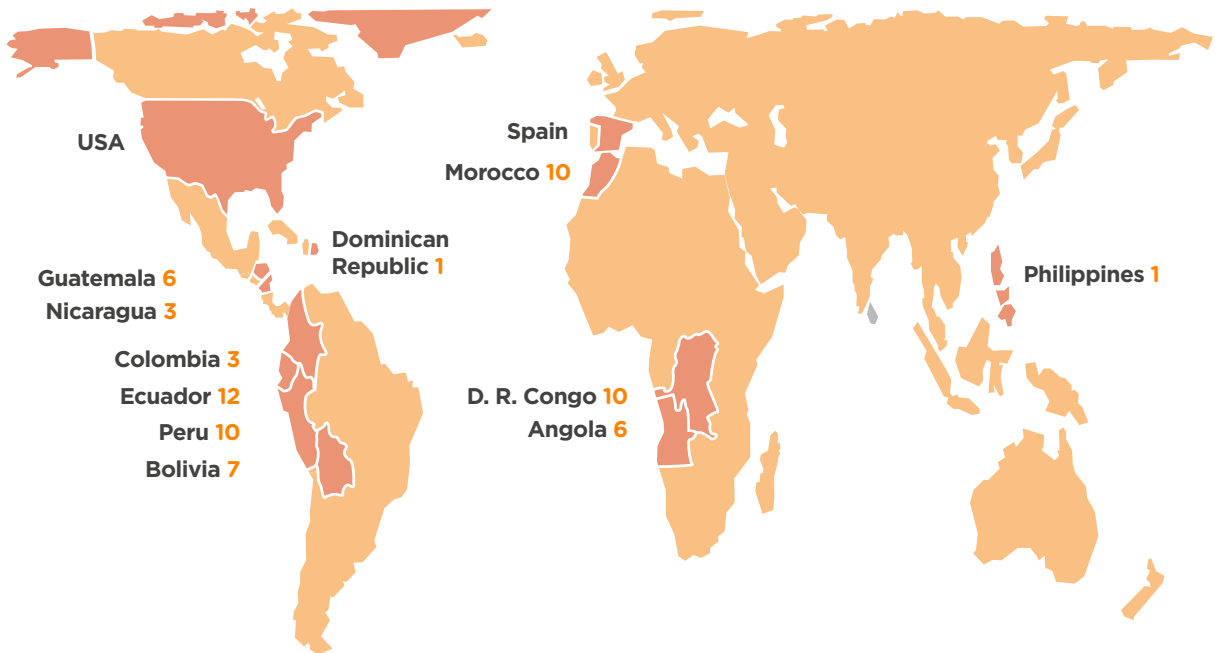 USA
Spain
Morocco 10
Dominican
Republic 1
Guatemala 6
Nicaragua 3
Philippines 1
Colombia 3
Ecuador 12
Peru 10
Bolivia 7
D. R. Congo 10
Angola 6